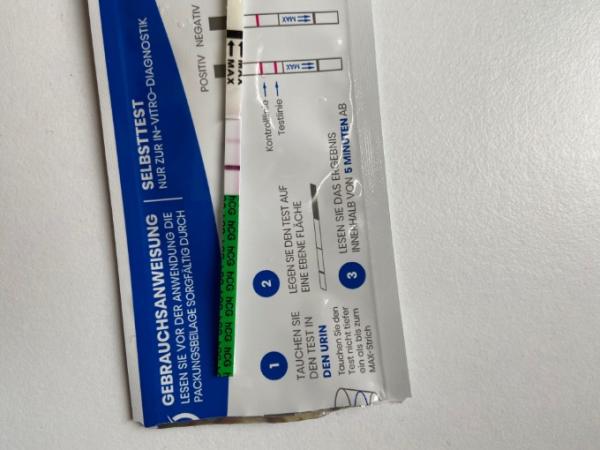 GEBRAUCHSANWEISUNG | SELBSTTEST
LESEN SIE VOR DER ANWENDUNG DIE
PACKUNGSBEILAGE SORGFÄLTIG DURCH
NUR ZUR IN-VITRO-DIAGNOSTIK
hCG hCG hCG hCG hCG hCG hCG
MAX
MAX
POSITIV NEGATIV
MAX
MAX
Kontrolllinie
Testlinie
1
TAUCHEN SIE
DEN TEST IN
DEN URIN
Tauchen Sie den
Test nicht tiefer
ein als bis zum
MAX-Strich
2
LEGEN SIE DEN TEST AUF
EINE EBENE FLÄCHE
3
LESEN SIE DAS ERGEBNIS
INNERHALB VON 5 MINUTEN AB